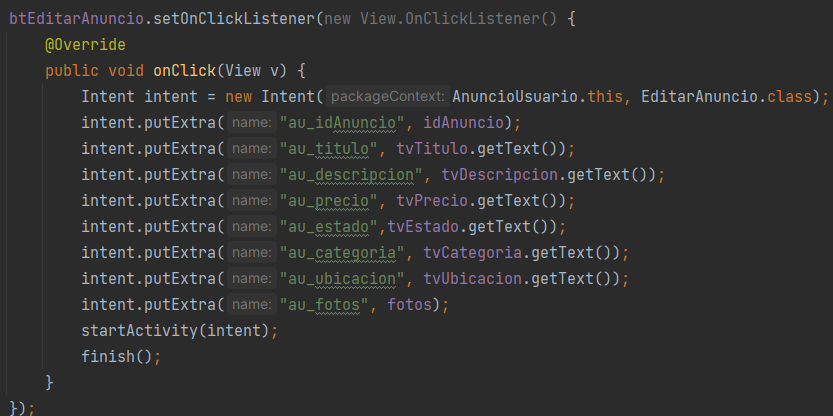 btEditarAnuncio.setOnClickListener(new View.OnClickListener() {
@Override
public void onClick(View v) {
Intent intent = new Intent( packageContext: AnuncioUsuario.this, EditarAnuncio.class);
intent.putExtra( name: "au_idAnuncio", idAnuncio);
intent.putExtra( name: "au_titulo", tvTitulo.getText());
intent.putExtra( name: "au_descripcion", tvDescripcion.getText());
intent.putExtra( name: "au_precio", tvPrecio.getText());
intent.putExtra( name: "au_estado",tvEstado.getText());
intent.putExtra( name: "au_categoria", tvCategoria.getText());
intent.putExtra( name: "au_ubicacion", tvUbicacion.getText());
intent.putExtra( name: "au_fotos", fotos);
startActivity(intent);
finish();
}
});